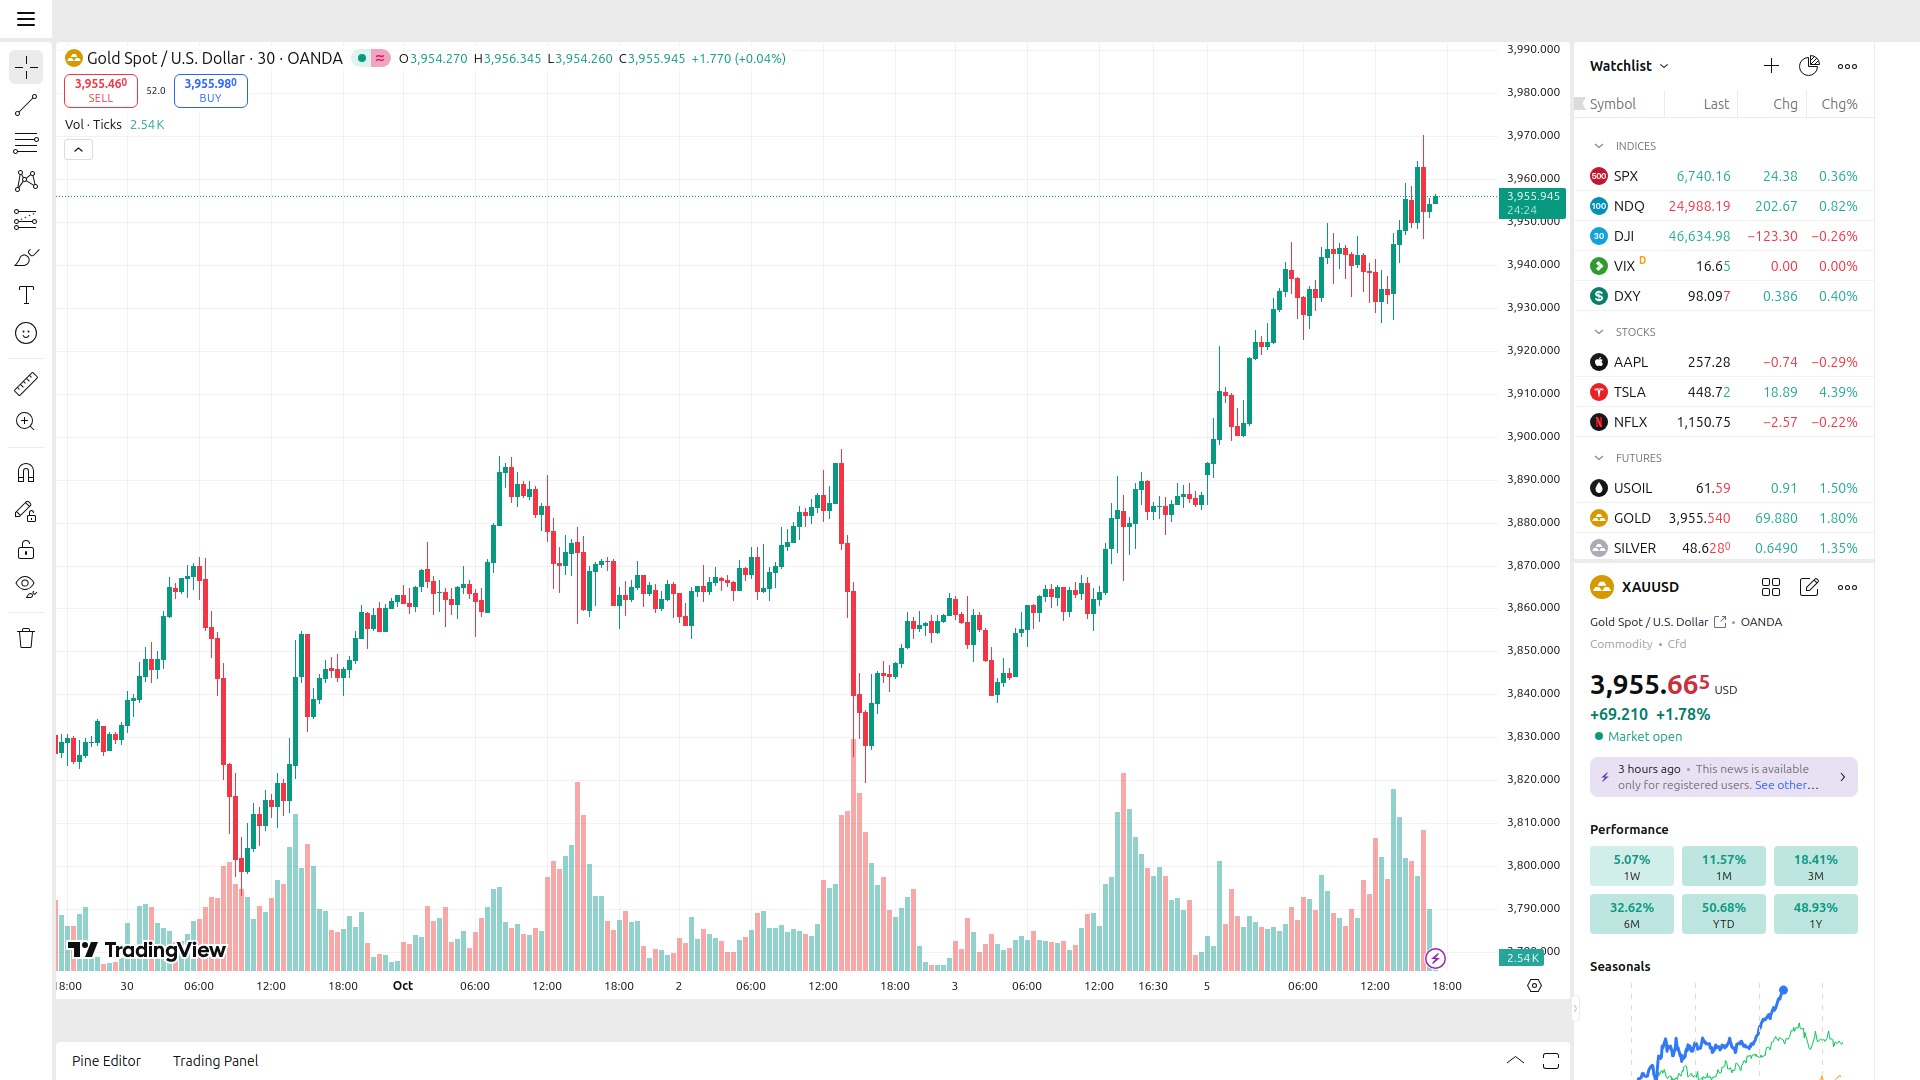 Gold Spot / U.S. Dollar · 30 · OANDA O3,954.270 H3,956.345 L3,954.260 C3,955.945 +1.770 (+0.04%)
3,955.460 SELL
52.0
3,955.980 BUY
Vol · Ticks 2.54 K
3,990.000
3,980.000
3,970.000
3,960.000
3,955.945
24:24
3,950.000
3,940.000
3,930.000
3,920.000
3,910.000
3,900.000
3,890.000
3,880.000
3,870.000
3,860.000
3,850.000
3,840.000
3,830.000
3,820.000
3,810.000
3,800.000
3,790.000
2.54 K
TradingView
18:00 30 06:00 12:00 18:00 Oct 06:00 12:00 18:00 2 06:00 12:00 18:00 3 06:00 12:00 16:30 5 06:00 12:00 18:00
Pine Editor Trading Panel
Watchlist
Symbol Last Chg Chg%
INDICES
500 SPX 6,740.16 24.38 0.36%
100 NDQ 24,988.19 202.67 0.82%
30 DJI 46,634.98 −123.30 −0.26%
VIX D 16.65 0.00 0.00%
$ DXY 98.097 0.386 0.40%
STOCKS
AAPL 257.28 −0.74 −0.29%
TSLA 448.72 18.89 4.39%
N NFLX 1,150.75 −2.57 −0.22%
FUTURES
USOIL 61.59 0.91 1.50%
GOLD 3,955.540 69.880 1.80%
SILVER 48.6280 0.6490 1.35%
XAUUSD
Gold Spot / U.S. Dollar • OANDA
Commodity • Cfd
3,955.665 USD
+69.210 +1.78%
Market open
3 hours ago • This news is available
only for registered users. See other…
Performance
5.07% 11.57% 18.41%
1W 1M 3M
32.62% 50.68% 48.93%
6M YTD 1Y
Seasonals